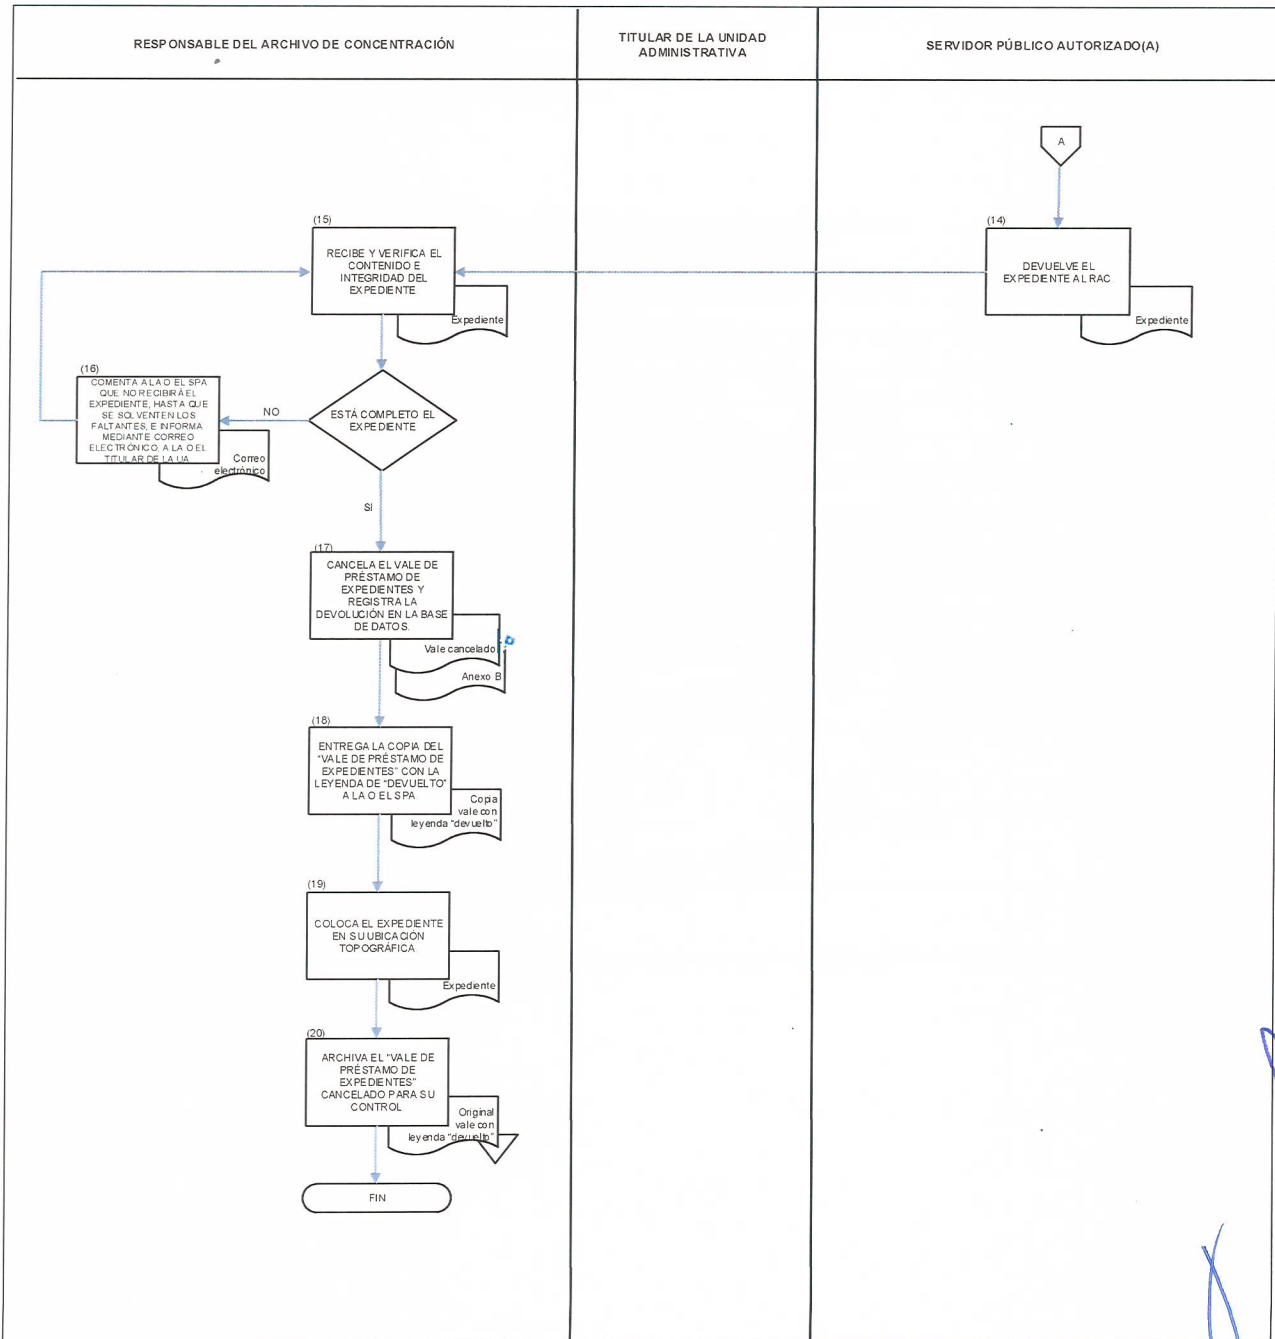 RESPONSABLE DEL ARCHIVO DE CONCENTRACIÓN
TITULAR DE LA UNIDAD
ADMINISTRATIVA
SERVIDOR PÚBLICO AUTORIZADO(A)
A
(14)
DEVUELVE EL
EXPEDIENTE AL RAC.
Expediente
(15)
RECIBE Y VERIFICA EL
CONTENIDO E
INTEGRIDAD DEL
EXPEDIENTE
Expediente
ESTÁ COMPLETO EL
EXPEDIENTE
NO
(16)
COMENTA A LA O EL SPA
QUE NO RECIBIRÁ EL
EXPEDIENTE, HASTA QUE
SE SOLVENTEN LOS
FALTANTES, E INFORMA
MEDIANTE CORREO
ELECTRÓNICO, A LA O EL
TITULAR DE LA UA
Correo
electrónico
SI
(17)
CANCELA EL VALE DE
PRÉSTAMO DE
EXPEDIENTES Y
REGISTRA LA
DEVOLUCIÓN EN LA BASE
DE DATOS.
Vale cancelado
Anexo B
(18)
ENTREGA LA COPIA DEL
"VALE DE PRÉSTAMO DE
EXPEDIENTES" CON LA
LEYENDA DE "DEVUELTO"
A LA O EL SPA
Copia
vale con
leyenda "devuelto"
(19)
COLOCA EL EXPEDIENTE
EN SU UBICACIÓN
TOPOGRÁFICA
Expediente
(20)
ARCHIVA EL "VALE DE
PRÉSTAMO DE
EXPEDIENTES"
CANCELADO PARA SU
CONTROL
Original
vale con
leyenda "devuelto"
FIN